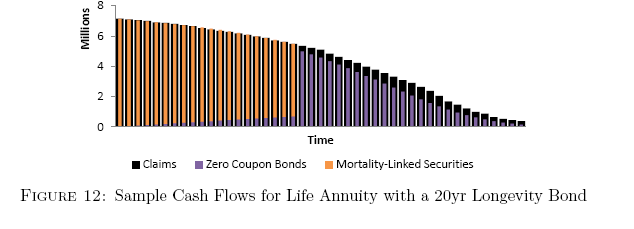 8
Millions
6
4
2
0
Time
Claims Zero Coupon Bonds Mortality-Linked Securities
FIGURE 12: Sample Cash Flows for Life Annuity with a 20yr Longevity Bond